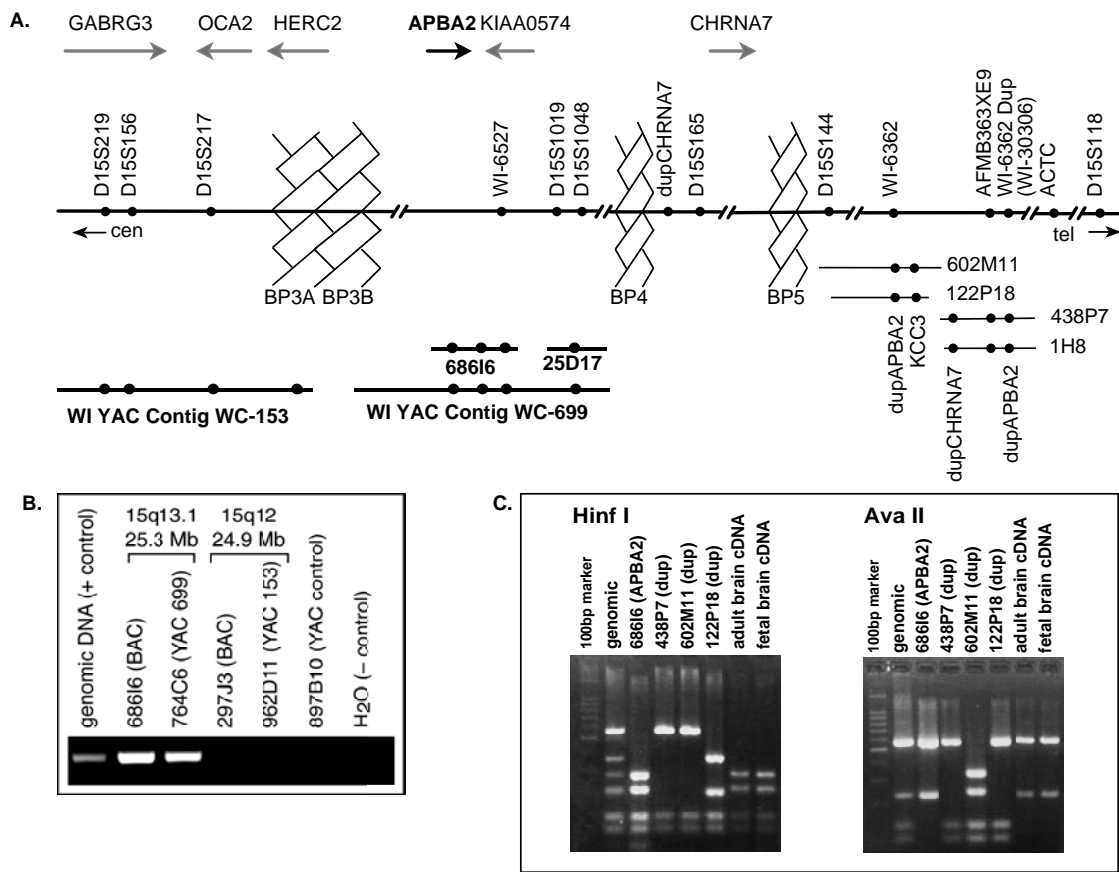 A.
GABRG3 OCA2 HERC2 APBA2 KIAA0574 CHRNA7
D15S219
D15S156
D15S217
WI-6527
D15S1019
D15S1048
dupCHRNA7
D15S165
D15S144
WI-6362
AFMB363XE9
WI-6362 Dup
(WI-30306)
ACTC
D15S118
cen
tel
BP3A BP3B BP4 BP5
602M11
122P18
438P7
1H8
dupAPBA2
KCC3
dupCHRNA7
dupAPBA2
686I6
25D17
WI YAC Contig WC-153
WI YAC Contig WC-699
B.
15q13.1 15q12
25.3 Mb 24.9 Mb
genomic DNA (+ control)
686I6 (BAC)
764C6 (YAC 699)
297J3 (BAC)
962D11 (YAC 153)
897B10 (YAC control)
H2O (– control)
C.
Hinf I
100bp marker
genomic
686I6 (APBA2)
438P7 (dup)
602M11 (dup)
122P18 (dup)
adult brain cDNA
fetal brain cDNA
Ava II
100bp marker
genomic
686I6 (APBA2)
438P7 (dup)
602M11 (dup)
122P18 (dup)
adult brain cDNA
fetal brain cDNA